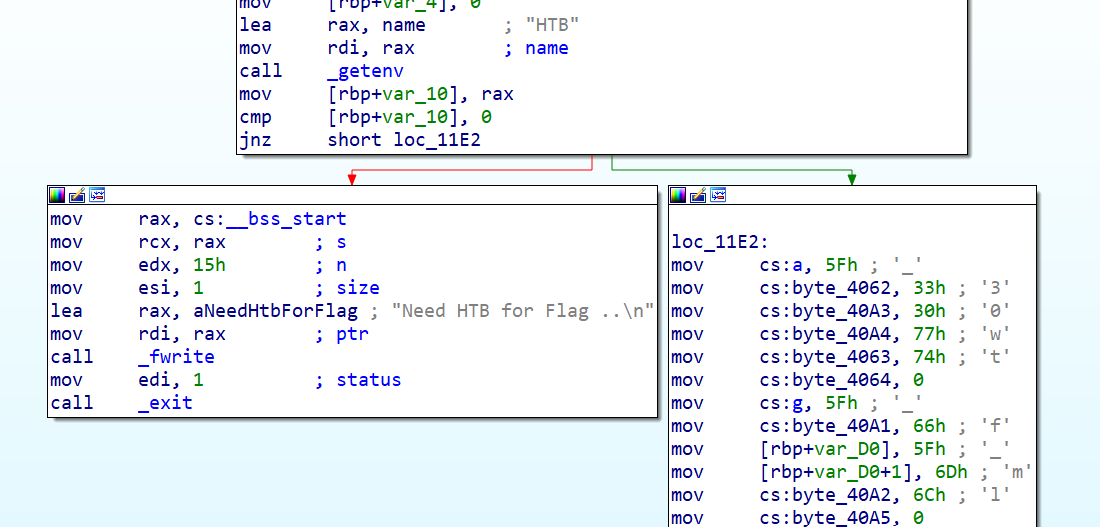 mov [rbp+var_4], 0
lea rax, name ; "HTB"
mov rdi, rax ; name
call _getenv
mov [rbp+var_10], rax
cmp [rbp+var_10], 0
jnz short loc_11E2
mov rax, cs:__bss_start
mov rcx, rax ; s
mov edx, 15h ; n
mov esi, 1 ; size
lea rax, aNeedHtbForFlag ; "Need HTB for Flag ..\n"
mov rdi, rax ; ptr
call _fwrite
mov edi, 1 ; status
call _exit
loc_11E2:
mov cs:a, 5Fh ; '_'
mov cs:byte_4062, 33h ; '3'
mov cs:byte_40A3, 30h ; '0'
mov cs:byte_40A4, 77h ; 'w'
mov cs:byte_4063, 74h ; 't'
mov cs:byte_4064, 0
mov cs:g, 5Fh ; '_'
mov cs:byte_40A1, 66h ; 'f'
mov [rbp+var_D0], 5Fh ; '_'
mov [rbp+var_D0+1], 6Dh ; 'm'
mov cs:byte_40A2, 6Ch ; 'l'
mov cs:byte_40A5, 0